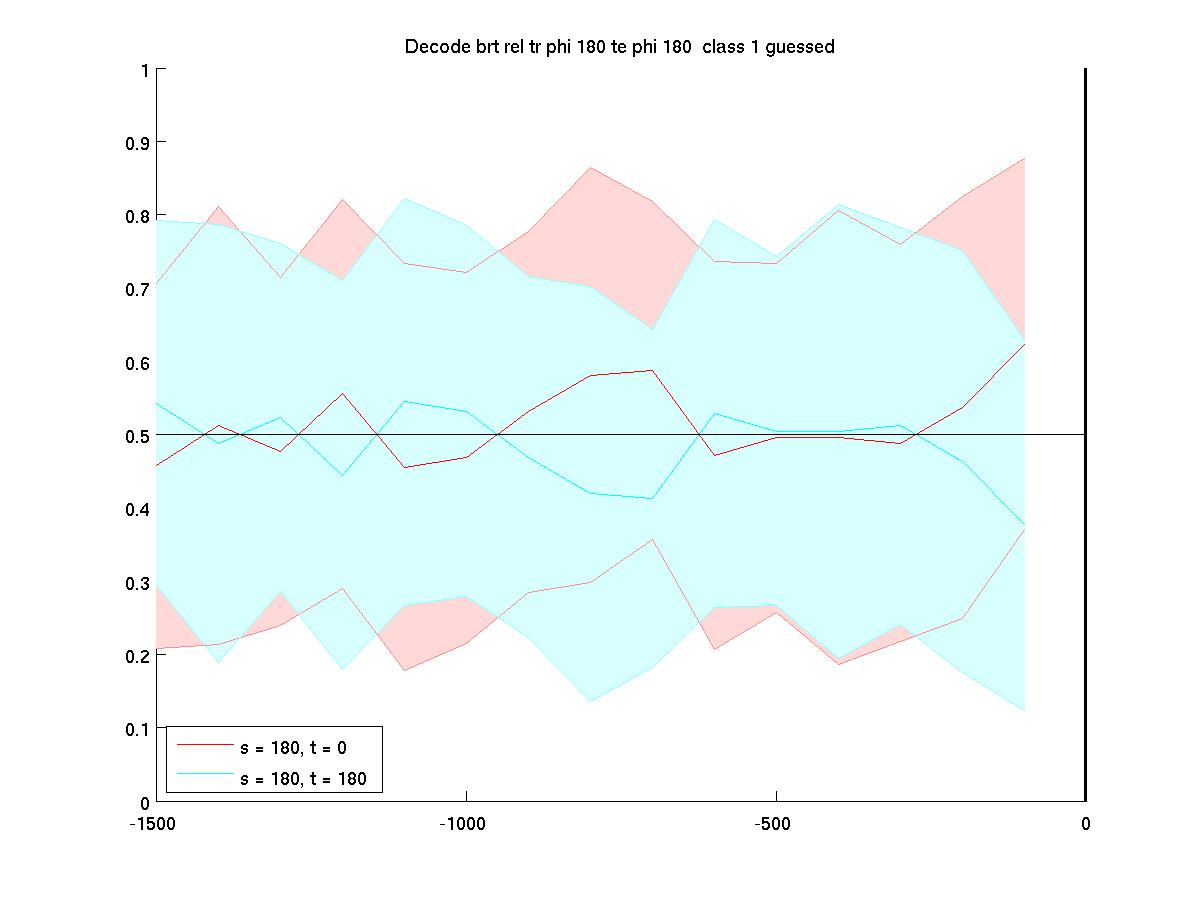 Decode brt rel tr phi 180 te phi 180  class 1 guessed
1
0.9
0.8
0.7
0.6
0.5
0.4
0.3
0.2
0.1
0
s = 180, t = 0
s = 180, t = 180
-1500 -1000 -500 0